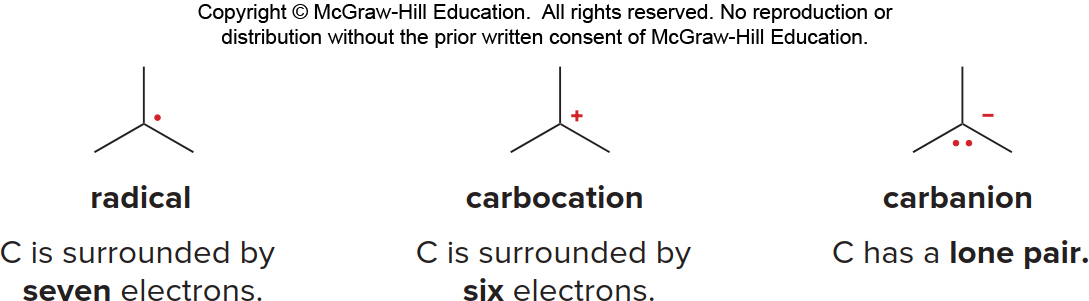 Copyright © McGraw-Hill Education.  All rights reserved. No reproduction or
distribution without the prior written consent of McGraw-Hill Education.
+
−
radical
carbocation
carbanion
C is surrounded by
seven electrons.
C is surrounded by
six electrons.
C has a lone pair.